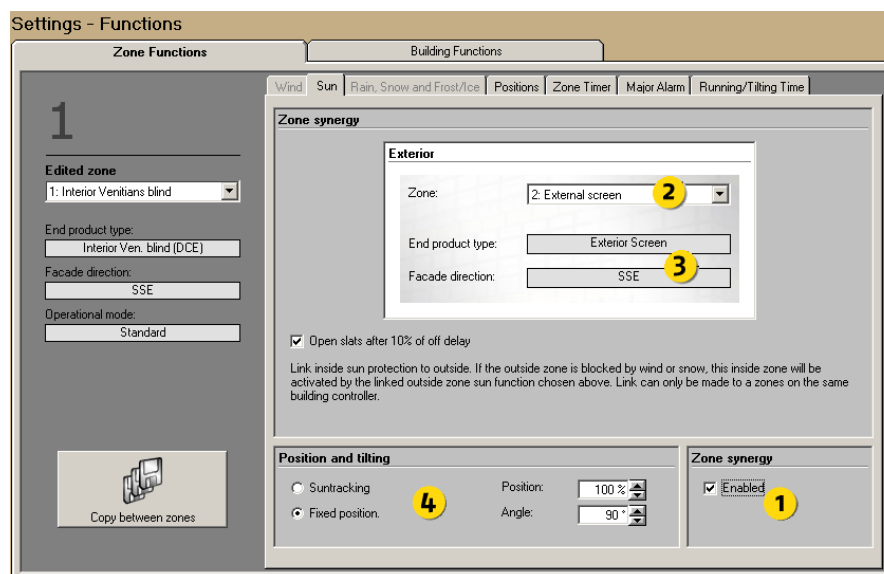 Settings - Functions
Zone Functions
Building Functions
Wind Sun Rain, Snow and Frost/Ice Positions Zone Timer Major Alarm Running/Tilting Time
1
Edited zone
1: Interior Venitians blind
End product type:
Interior Ven. blind (DCE)
Facade direction:
SSE
Operational mode:
Standard
Copy between zones
Zone synergy
Exterior
Zone: 2: External screen 2
End product type: Exterior Screen
3
Facade direction: SSE
Open slats after 10% of off delay
Link inside sun protection to outside. If the outside zone is blocked by wind or snow, this inside zone will be
activated by the linked outside zone sun function chosen above. Link can only be made to a zones on the same
building controller.
Position and tilting
Suntracking
Fixed position.
4
Position: 100 %
Angle: 90 °
Zone synergy
Enabled
1